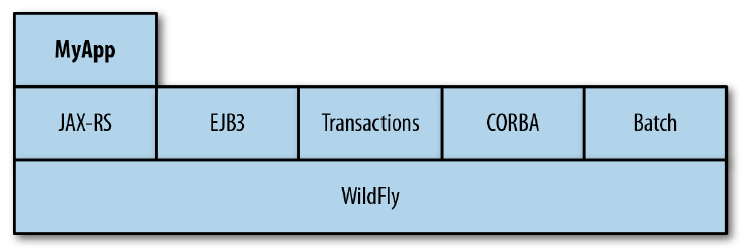 MyApp
JAX-RS EJB3 Transactions CORBA Batch
WildFly